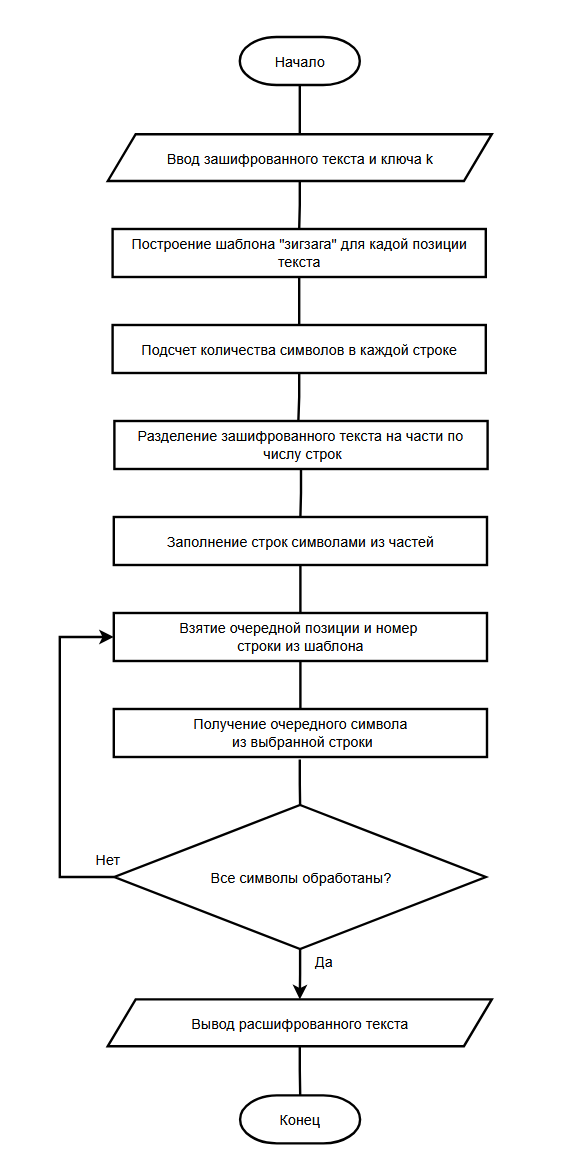 Начало
Ввод зашифрованного текста и ключа k
Построение шаблона "зигзага" для кадой позиции
текста
Подсчет количества символов в каждой строке
Разделение зашифрованного текста на части по
числу строк
Заполнение строк символами из частей
Взятие очередной позиции и номер
строки из шаблона
Получение очередного символа
из выбранной строки
Нет
Все символы обработаны?
Да
Вывод расшифрованного текста
Конец